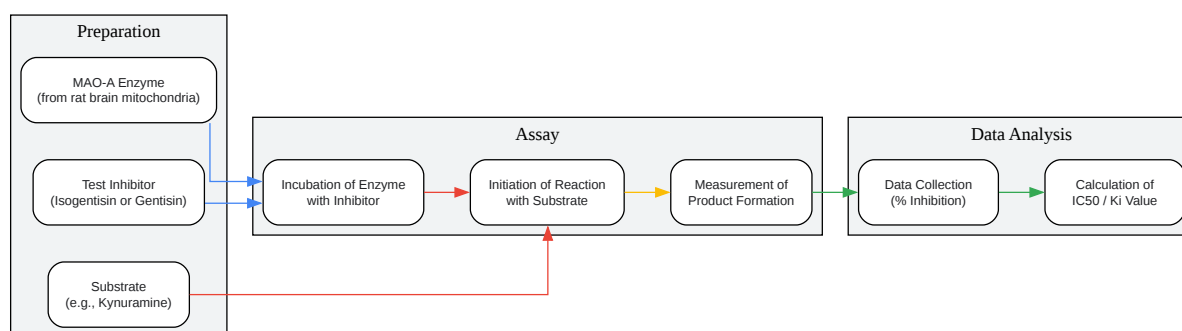 Preparation
MAO-A Enzyme
(from rat brain mitochondria)
Test Inhibitor
(Isogentisin or Gentisin)
Substrate
(e.g., Kynuramine)
Assay
Incubation of Enzyme
with Inhibitor
Initiation of Reaction
with Substrate
Measurement of
Product Formation
Data Analysis
Data Collection
(% Inhibition)
Calculation of
IC50 / Ki Value